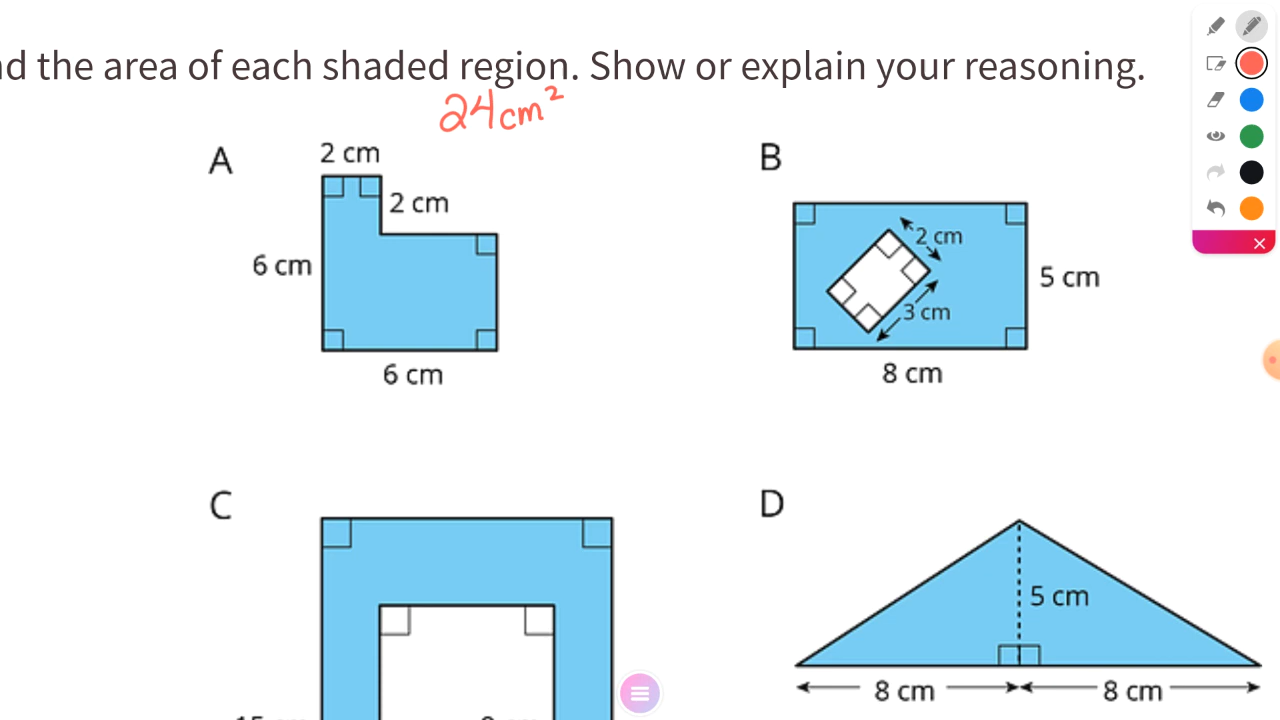 nd the area of each shaded region. Show or explain your reasoning.
24cm²
A
2 cm
2 cm
6 cm
6 cm
B
2 cm
3 cm
5 cm
8 cm
C
D
5 cm
8 cm
8 cm